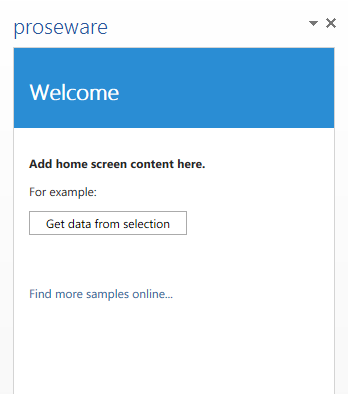 proseware
Welcome
Add home screen content here.
For example:
Get data from selection
Find more samples online...